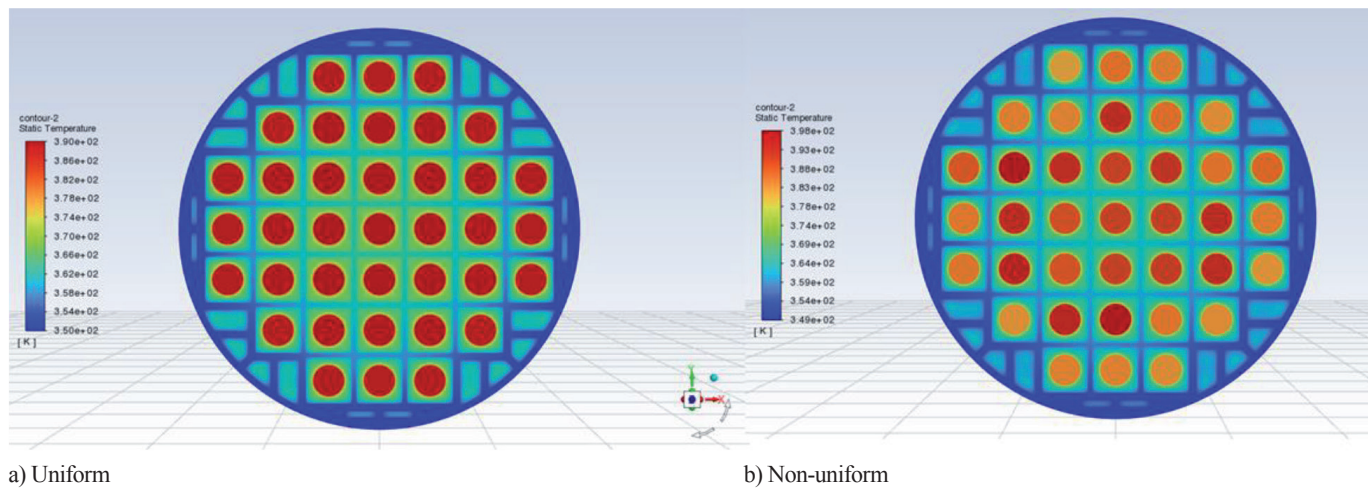 contour-2
Static Temperature
3.90e+02
3.86e+02
3.82e+02
3.78e+02
3.74e+02
3.70e+02
3.66e+02
3.62e+02
3.58e+02
3.54e+02
3.50e+02
[ K ]
Y
X
contour-2
Static Temperature
3.98e+02
3.93e+02
3.88e+02
3.83e+02
3.78e+02
3.74e+02
3.69e+02
3.64e+02
3.59e+02
3.54e+02
3.49e+02
[ K ]
a) Uniform
b) Non-uniform